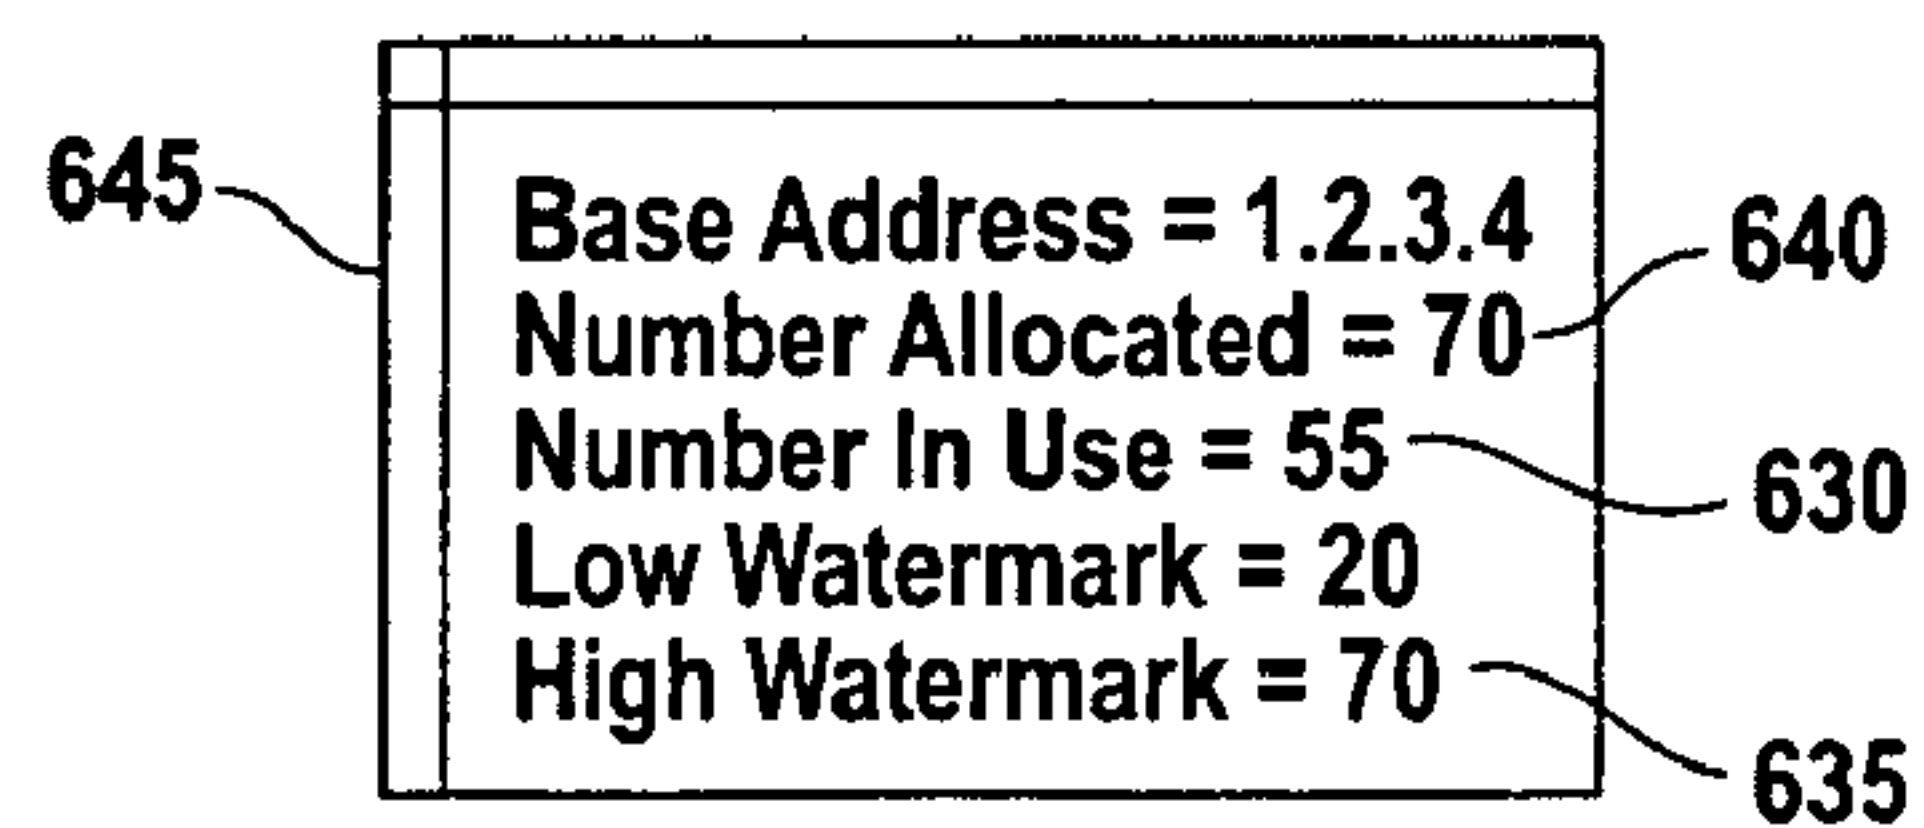 645
Base Address = 1.2.3.4
640
Number Allocated = 70
Number In Use = 55
630
Low Watermark = 20
High Watermark = 70
635